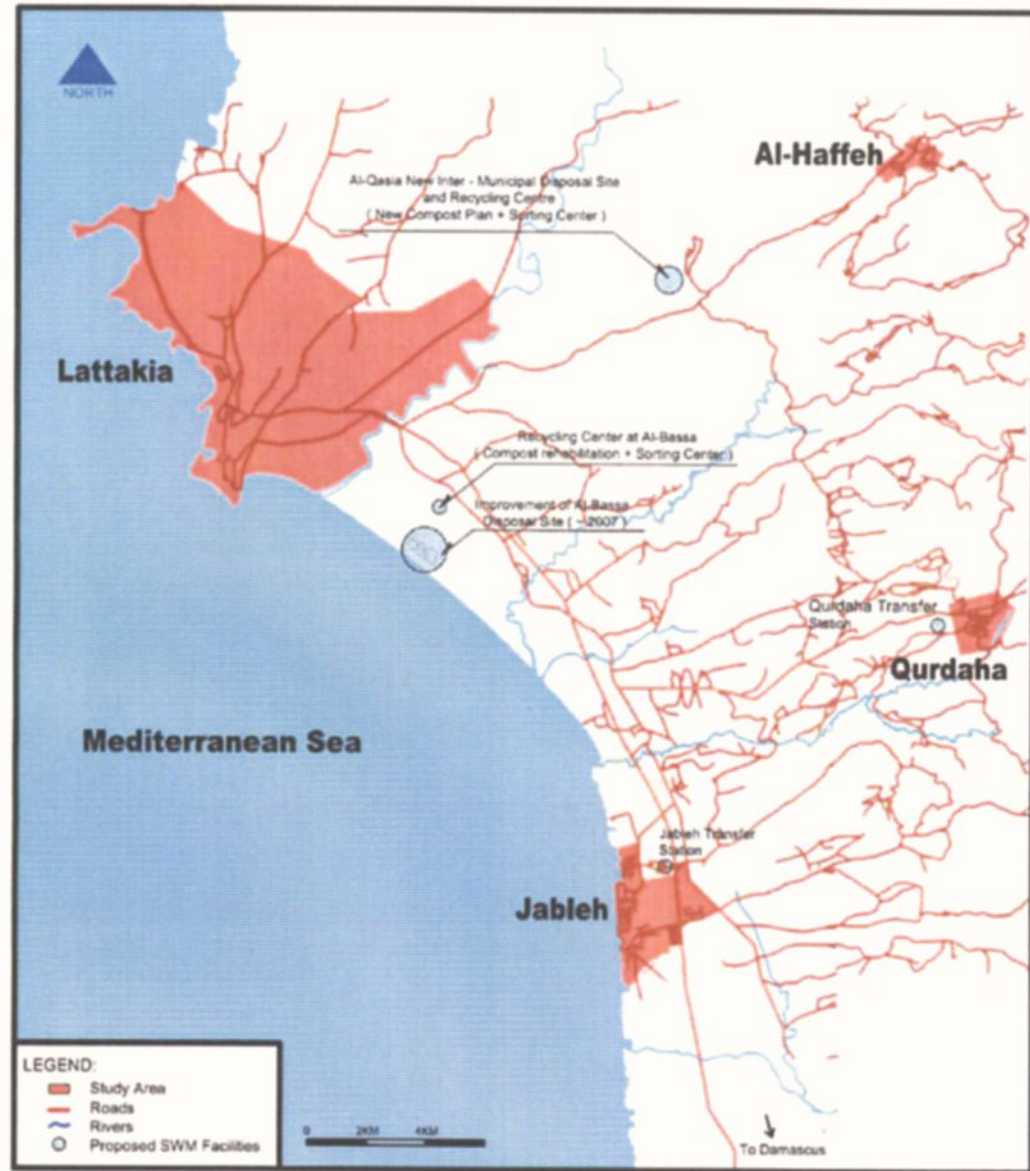 NORTH
Al-Haffeh
Al-Qasia New Inter - Municipal Disposal Site
and Recycling Centre
( New Compost Plan + Sorting Center )
Lattakia
Recycling Center at Al-Bassa
( Compost rehabilitation + Sorting Center )
Improvement of Al-Bassa
Disposal Site ( ~ 2007 )
Qurdaha Transfer
Station
Qurdaha
Mediterranean Sea
Jableh Transfer
Station
Jableh
LEGEND:
Study Area
Roads
Rivers
Proposed SWM Facilities
0 2KM 4KM
To Damascus